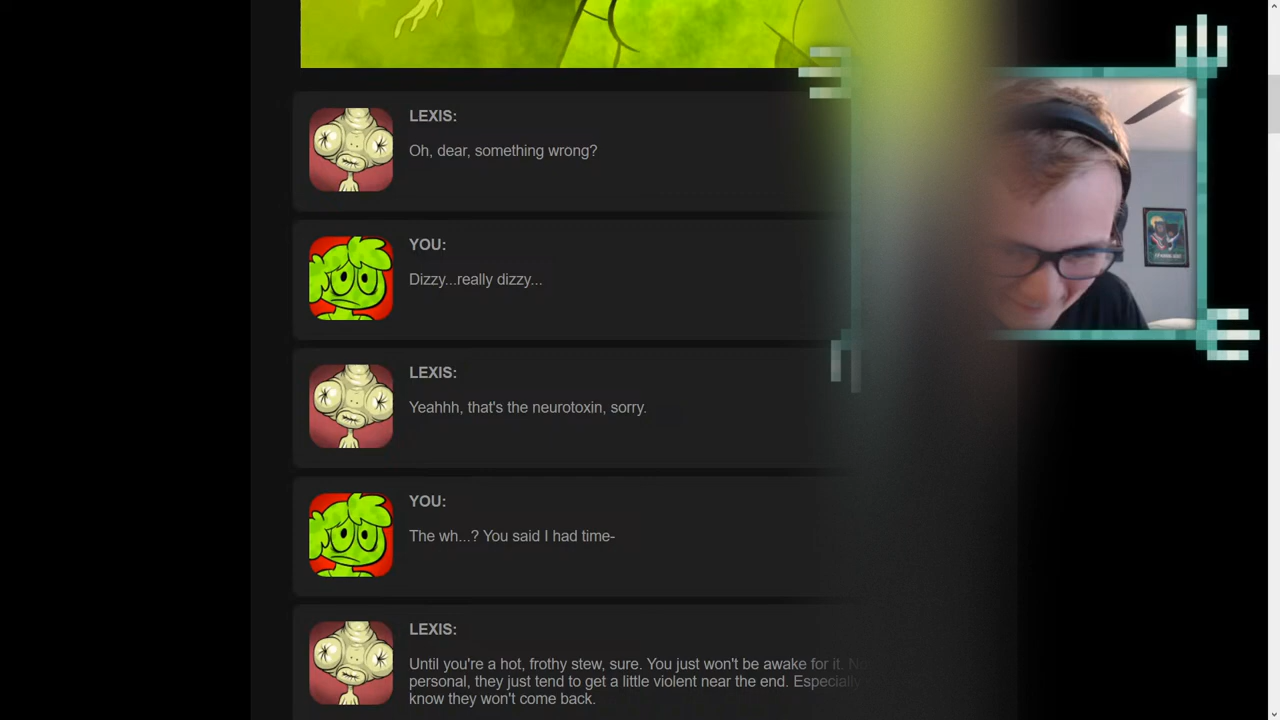 LEXIS:
Oh, dear, something wrong?
YOU:
Dizzy...really dizzy...
LEXIS:
Yeahhh, that's the neurotoxin, sorry.
YOU:
The wh...? You said I had time-
LEXIS:
Until you're a hot, frothy stew, sure. You just won't be awake for it.
personal, they just tend to get a little violent near the end. Especially
know they won't come back.